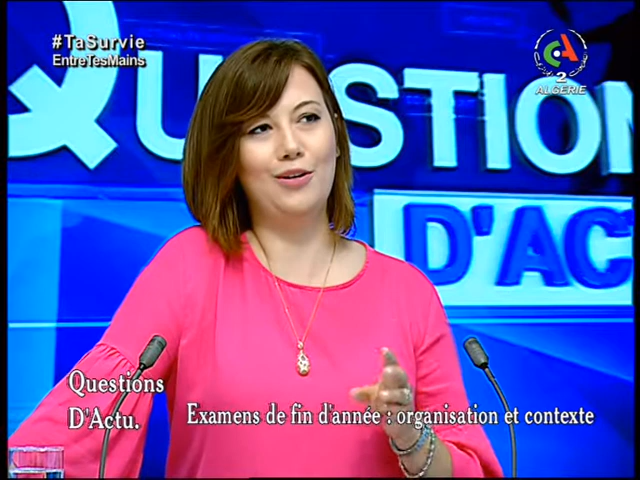 #TaSurvie
EntreTesMains
2
ALGÉRIE
QUESTION
D'ACT
Questions
D'Actu.
Examens de fin d'année : organisation et contexte